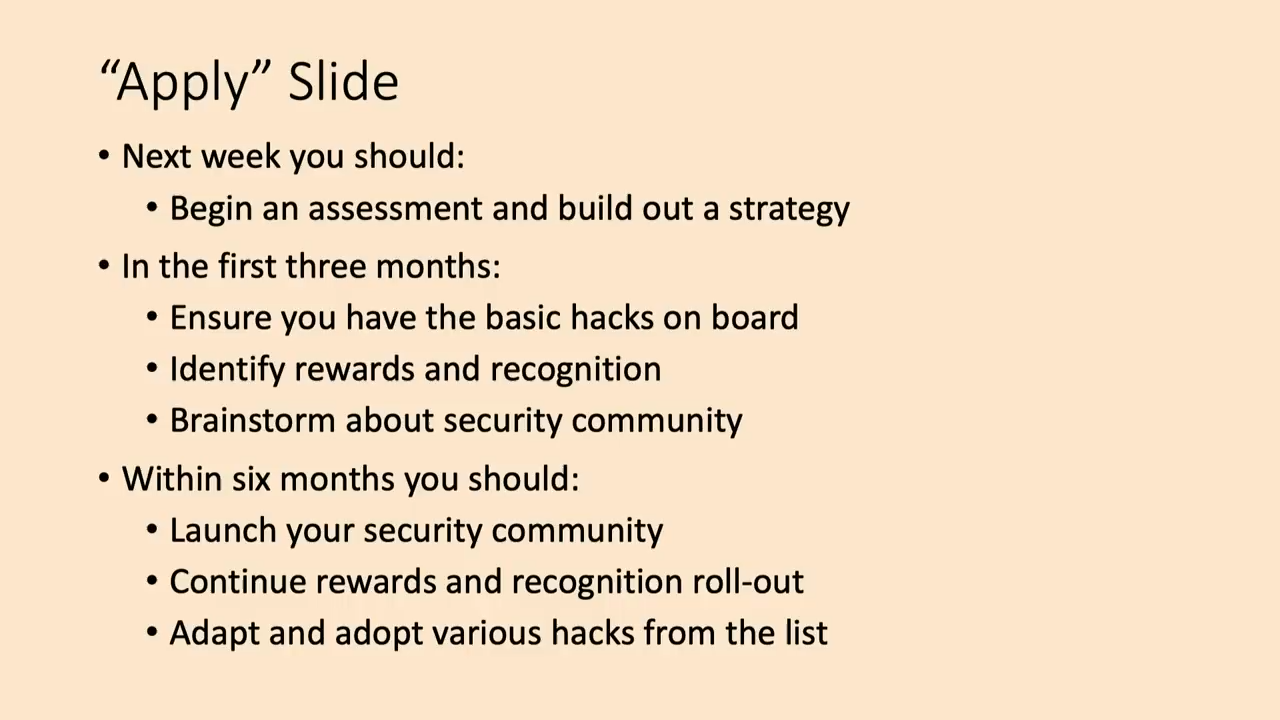 “Apply” Slide
• Next week you should:
• Begin an assessment and build out a strategy
• In the first three months:
• Ensure you have the basic hacks on board
• Identify rewards and recognition
• Brainstorm about security community
• Within six months you should:
• Launch your security community
• Continue rewards and recognition roll-out
• Adapt and adopt various hacks from the list